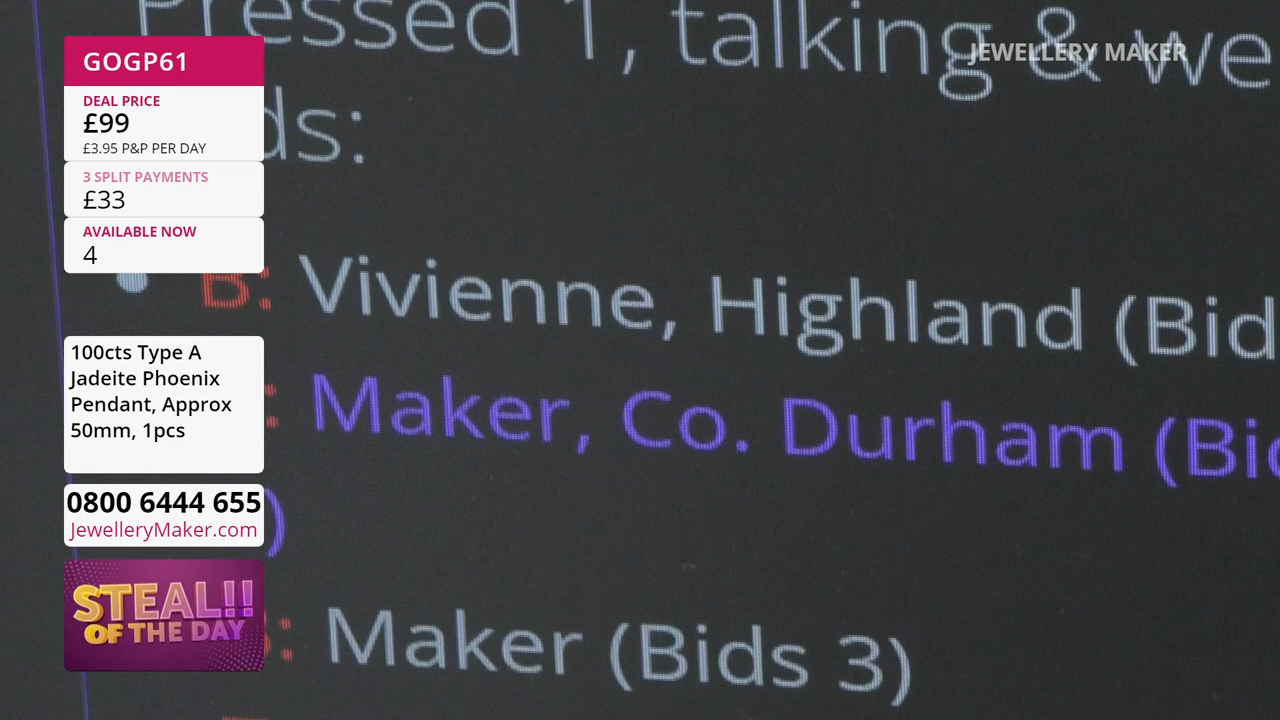 GOGP61
DEAL PRICE
£99
£3.95 P&P PER DAY
3 SPLIT PAYMENTS
£33
AVAILABLE NOW
4
100cts Type A
Jadeite Phoenix
Pendant, Approx
50mm, 1pcs
0800 6444 655
JewelleryMaker.com
STEAL!!
OF THE DAY
JEWELLERY MAKER
Pressed 1, talking & we
ds:
B: Vivienne, Highland (Bid
: Maker, Co. Durham (Bid
)
: Maker (Bids 3)